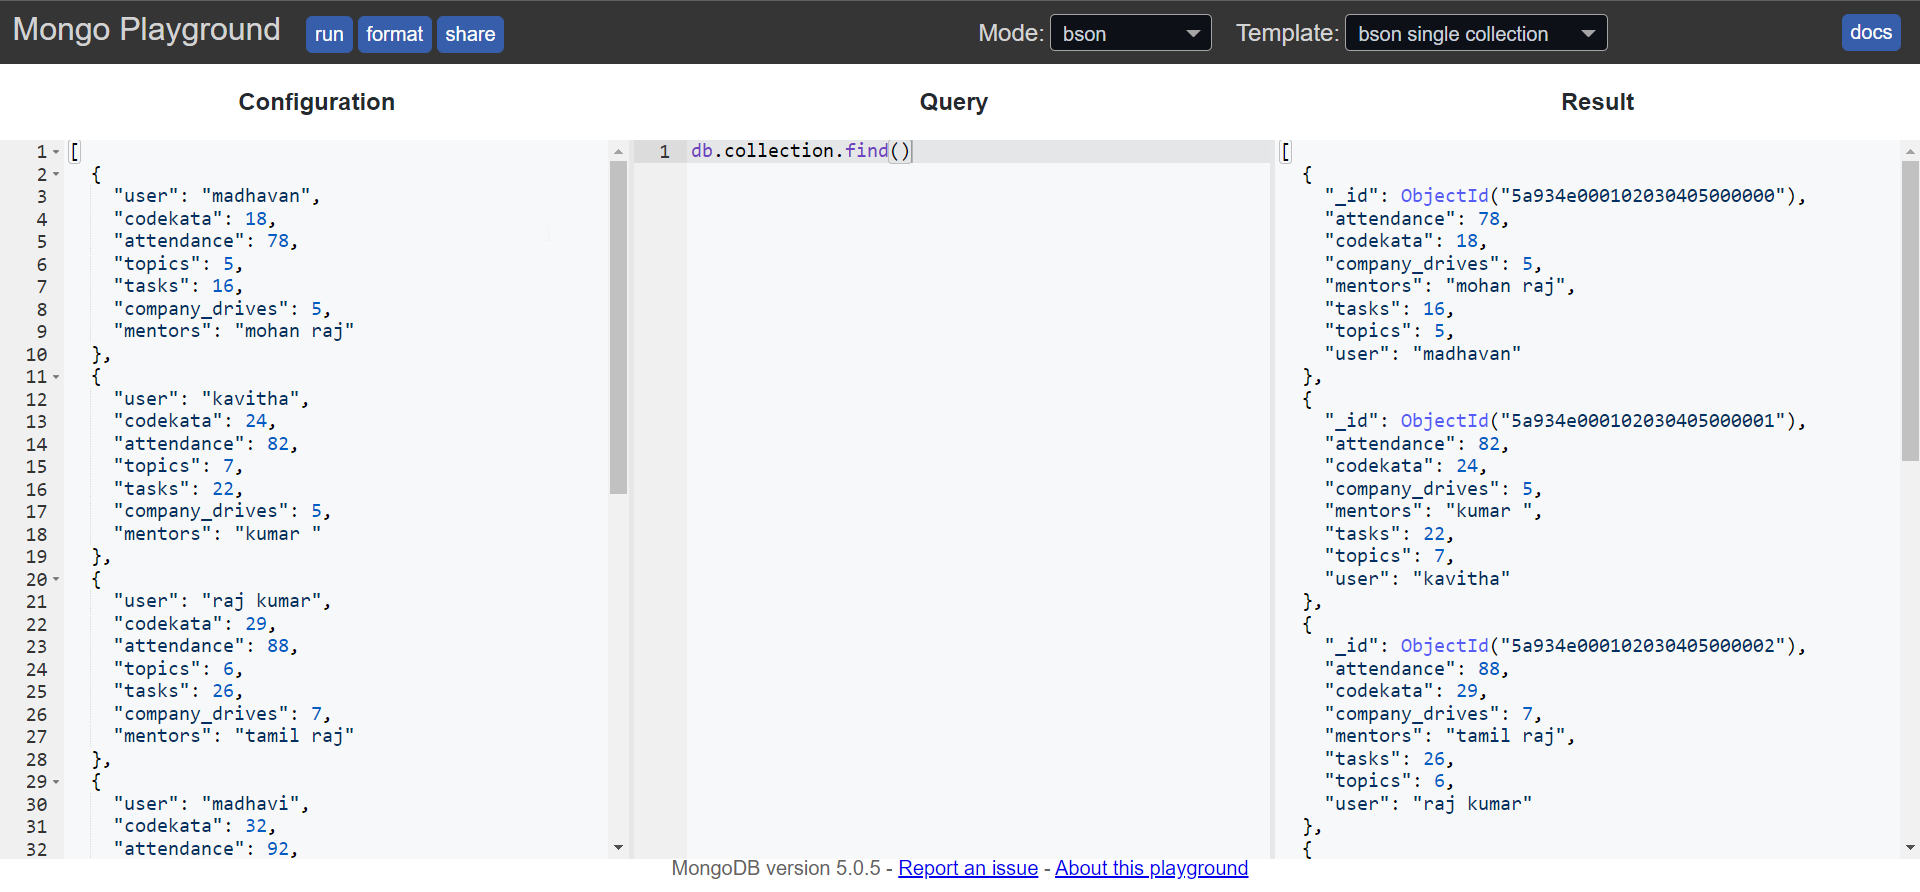 Mongo Playground
run
format
share
Mode:
bson
Template:
bson single collection
docs
Configuration
Query
Result
1 [
2 {
3 "user": "madhavan",
4 "codekata": 18,
5 "attendance": 78,
6 "topics": 5,
7 "tasks": 16,
8 "company_drives": 5,
9 "mentors": "mohan raj"
10 },
11 {
12 "user": "kavitha",
13 "codekata": 24,
14 "attendance": 82,
15 "topics": 7,
16 "tasks": 22,
17 "company_drives": 5,
18 "mentors": "kumar "
19 },
20 {
21 "user": "raj kumar",
22 "codekata": 29,
23 "attendance": 88,
24 "topics": 6,
25 "tasks": 26,
26 "company_drives": 7,
27 "mentors": "tamil raj"
28 },
29 {
30 "user": "madhavi",
31 "codekata": 32,
32 "attendance": 92,
1 db.collection.find()
[
{
"_id": ObjectId("5a934e000102030405000000"),
"attendance": 78,
"codekata": 18,
"company_drives": 5,
"mentors": "mohan raj",
"tasks": 16,
"topics": 5,
"user": "madhavan"
},
{
"_id": ObjectId("5a934e000102030405000001"),
"attendance": 82,
"codekata": 24,
"company_drives": 5,
"mentors": "kumar ",
"tasks": 22,
"topics": 7,
"user": "kavitha"
},
{
"_id": ObjectId("5a934e000102030405000002"),
"attendance": 88,
"codekata": 29,
"company_drives": 7,
"mentors": "tamil raj",
"tasks": 26,
"topics": 6,
"user": "raj kumar"
},
{
MongoDB version 5.0.5 - Report an issue - About this playground